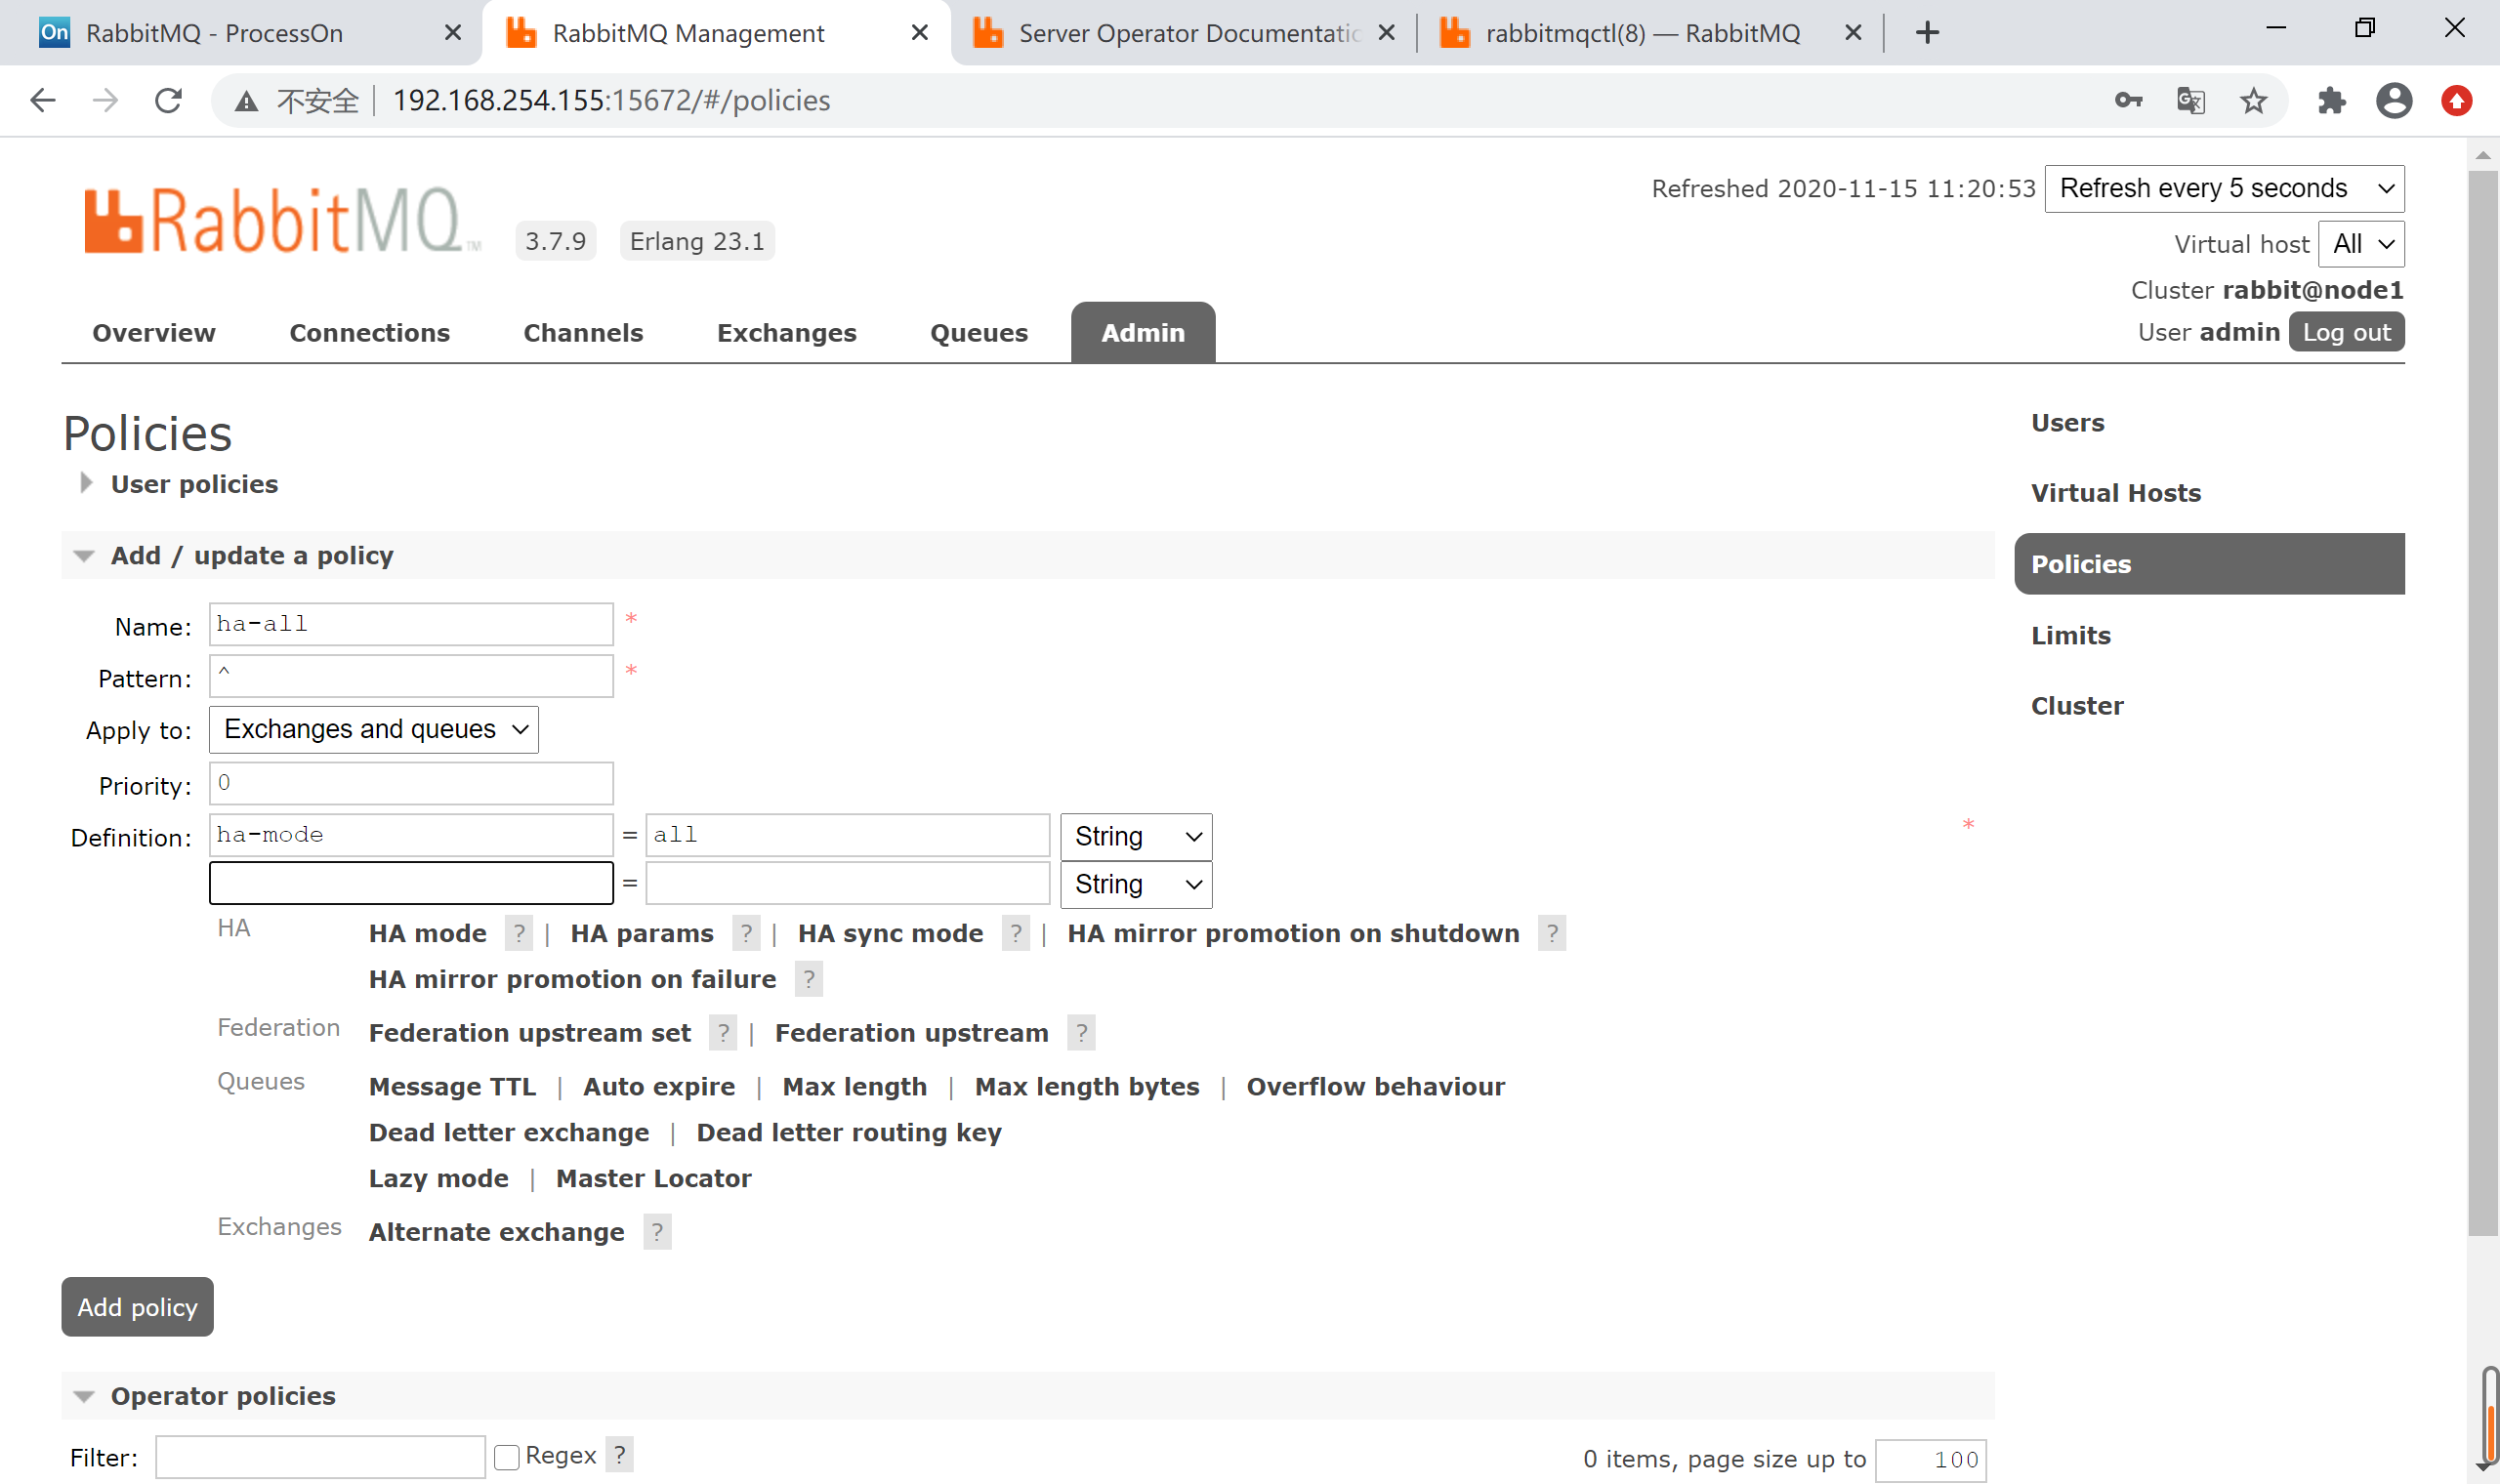 On RabbitMQ - ProcessOn
RabbitMQ Management
Server Operator Documentatic
rabbitmqctl(8) — RabbitMQ
不安全 192.168.254.155:15672/#/policies
RabbitMQ TM 3.7.9 Erlang 23.1
Refreshed 2020-11-15 11:20:53 Refresh every 5 seconds
Virtual host All
Cluster rabbit@node1
User admin Log out
Overview Connections Channels Exchanges Queues Admin
Policies
User policies
Add / update a policy
Name: ha-all *
Pattern: ^ *
Apply to: Exchanges and queues
Priority: 0
Definition: ha-mode = all String *
= String
HA HA mode ? | HA params ? | HA sync mode ? | HA mirror promotion on shutdown ?
HA mirror promotion on failure ?
Federation Federation upstream set ? | Federation upstream ?
Queues Message TTL | Auto expire | Max length | Max length bytes | Overflow behaviour
Dead letter exchange | Dead letter routing key
Lazy mode | Master Locator
Exchanges Alternate exchange ?
Add policy
Operator policies
Filter: Regex ? 0 items, page size up to 100
Users
Virtual Hosts
Policies
Limits
Cluster